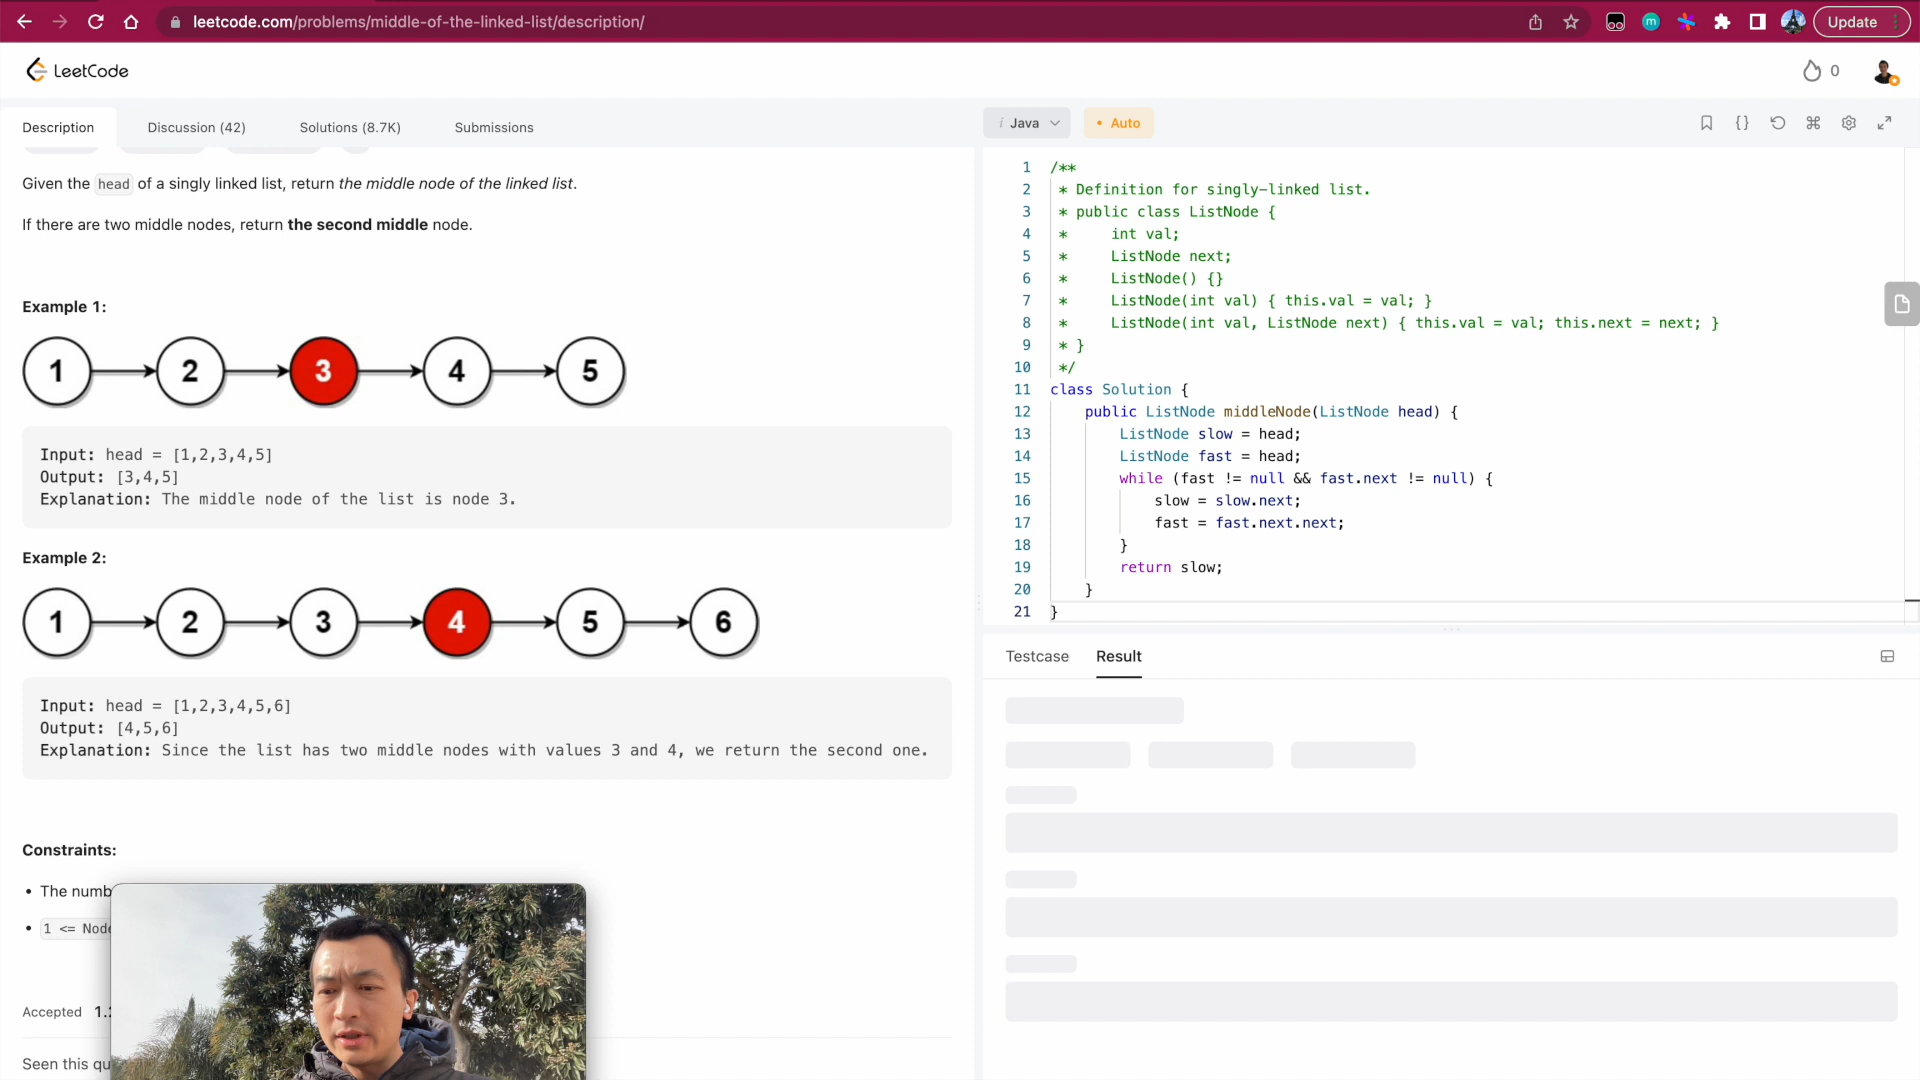 leetcode.com/problems/middle-of-the-linked-list/description/
Update
LeetCode
0
Description Discussion (42) Solutions (8.7K) Submissions
Given the head of a singly linked list, return the middle node of the linked list.
If there are two middle nodes, return the second middle node.
Example 1:
1 2 3 4 5
Input: head = [1,2,3,4,5]
Output: [3,4,5]
Explanation: The middle node of the list is node 3.
Example 2:
1 2 3 4 5 6
Input: head = [1,2,3,4,5,6]
Output: [4,5,6]
Explanation: Since the list has two middle nodes with values 3 and 4, we return the second one.
Constraints:
• The numb
• 1 <= Node
Accepted 1.2
Seen this qu
i Java • Auto
1 /**
2 * Definition for singly-linked list.
3 * public class ListNode {
4 * int val;
5 * ListNode next;
6 * ListNode() {}
7 * ListNode(int val) { this.val = val; }
8 * ListNode(int val, ListNode next) { this.val = val; this.next = next; }
9 * }
10 */
11 class Solution {
12 public ListNode middleNode(ListNode head) {
13 ListNode slow = head;
14 ListNode fast = head;
15 while (fast != null && fast.next != null) {
16 slow = slow.next;
17 fast = fast.next.next;
18 }
19 return slow;
20 }
21 }
Testcase Result